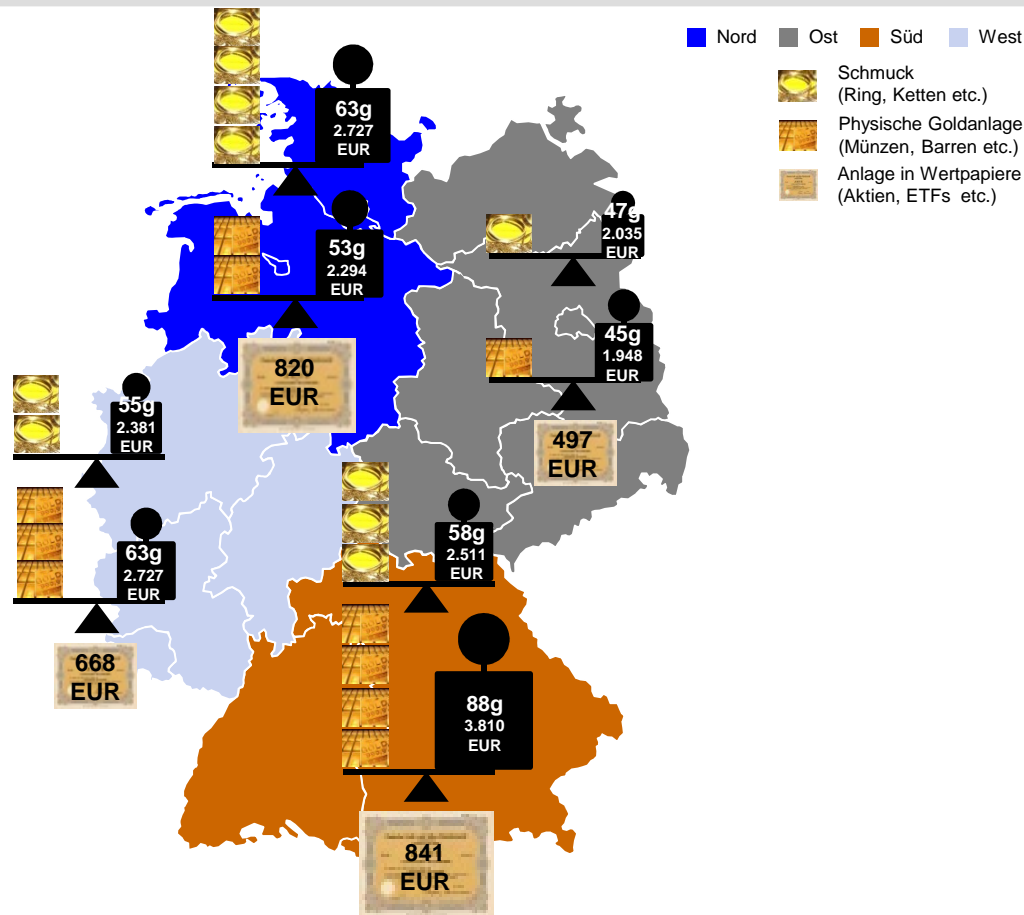 Nord
Ost
Süd
West
Schmuck
(Ring, Ketten etc.)
Physische Goldanlage
(Münzen, Barren etc.)
Anlage in Wertpapiere
(Aktien, ETFs  etc.)
63g
2.727
EUR
53g
2.294
EUR
820
EUR
47g
2.035
EUR
45g
1.948
EUR
497
EUR
55g
2.381
EUR
63g
2.727
EUR
668
EUR
58g
2.511
EUR
88g
3.810
EUR
841
EUR